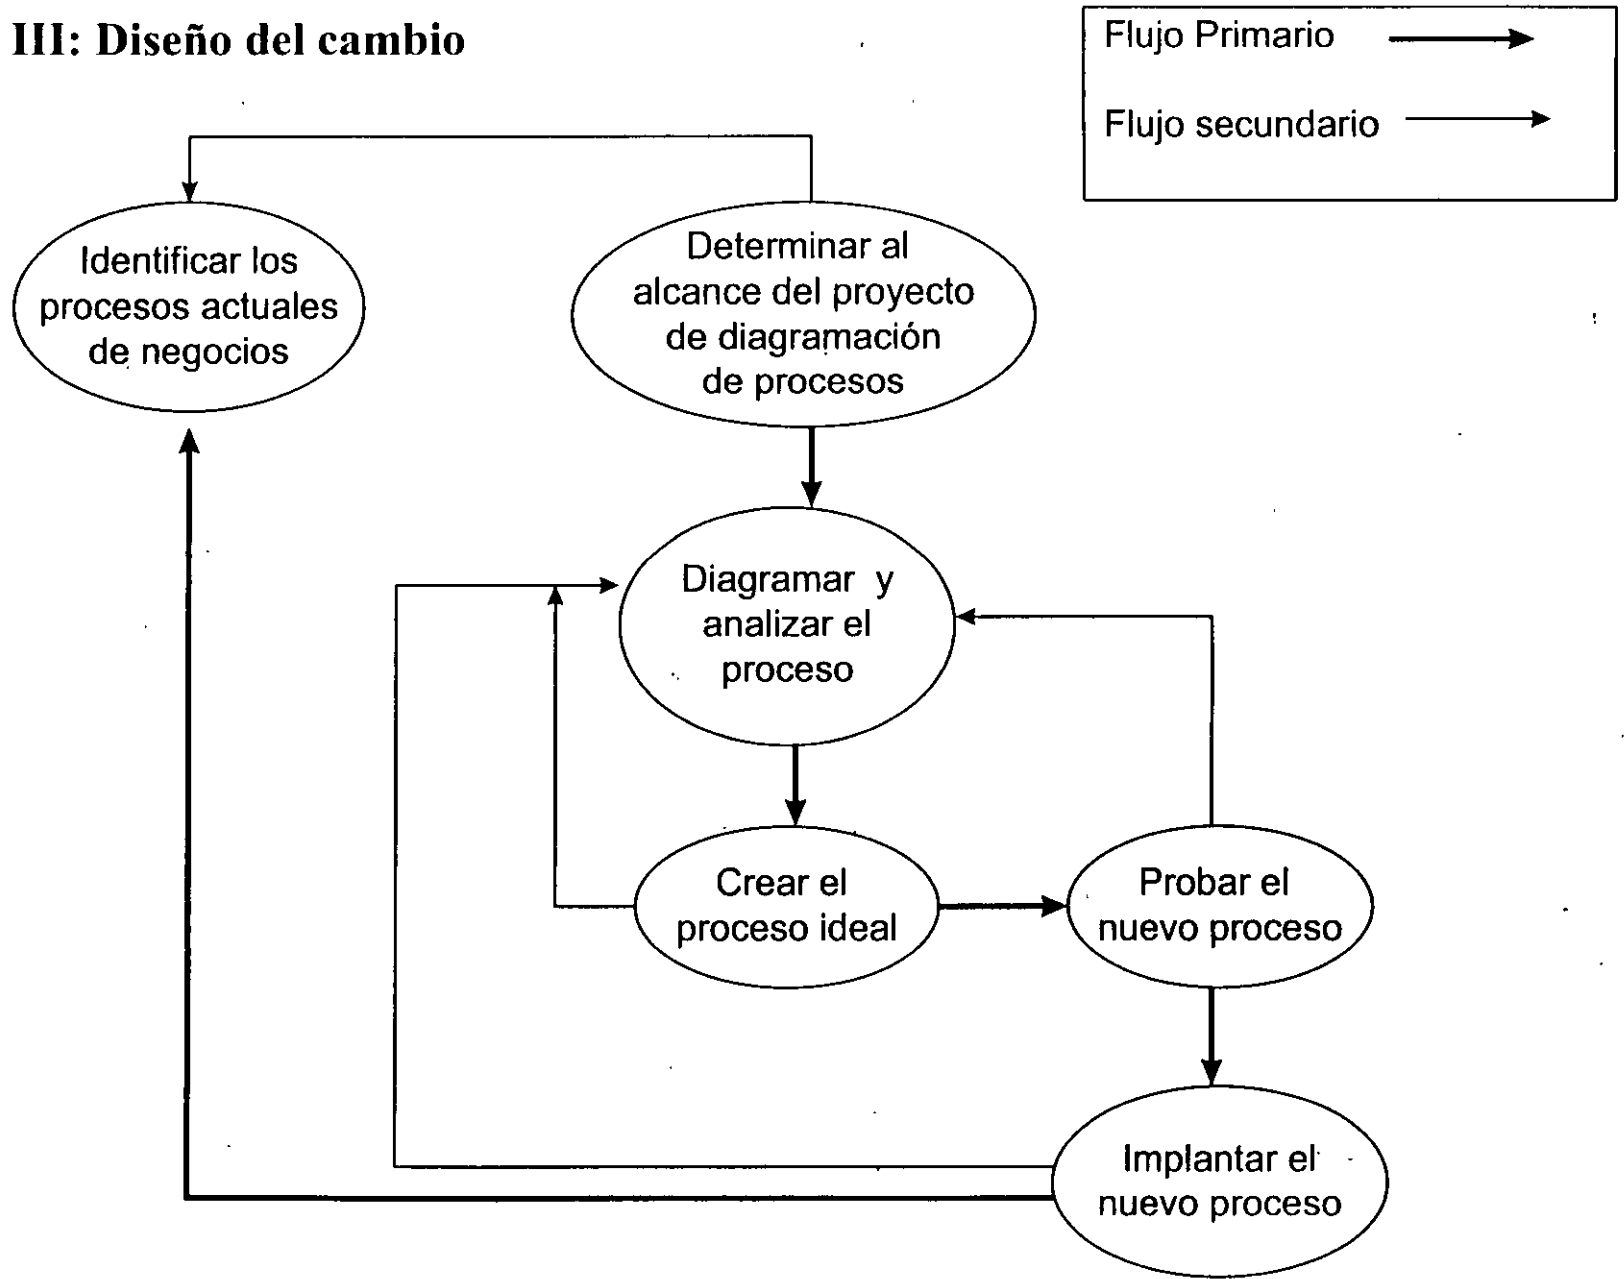 III: Diseño del cambio
Flujo Primario
Flujo secundario
Identificar los
procesos actuales
de negocios
Determinar al
alcance del proyecto
de diagramación
de procesos
Diagramar y
analizar el
proceso
Crear el
proceso ideal
Probar el
nuevo proceso
Implantar el
nuevo proceso